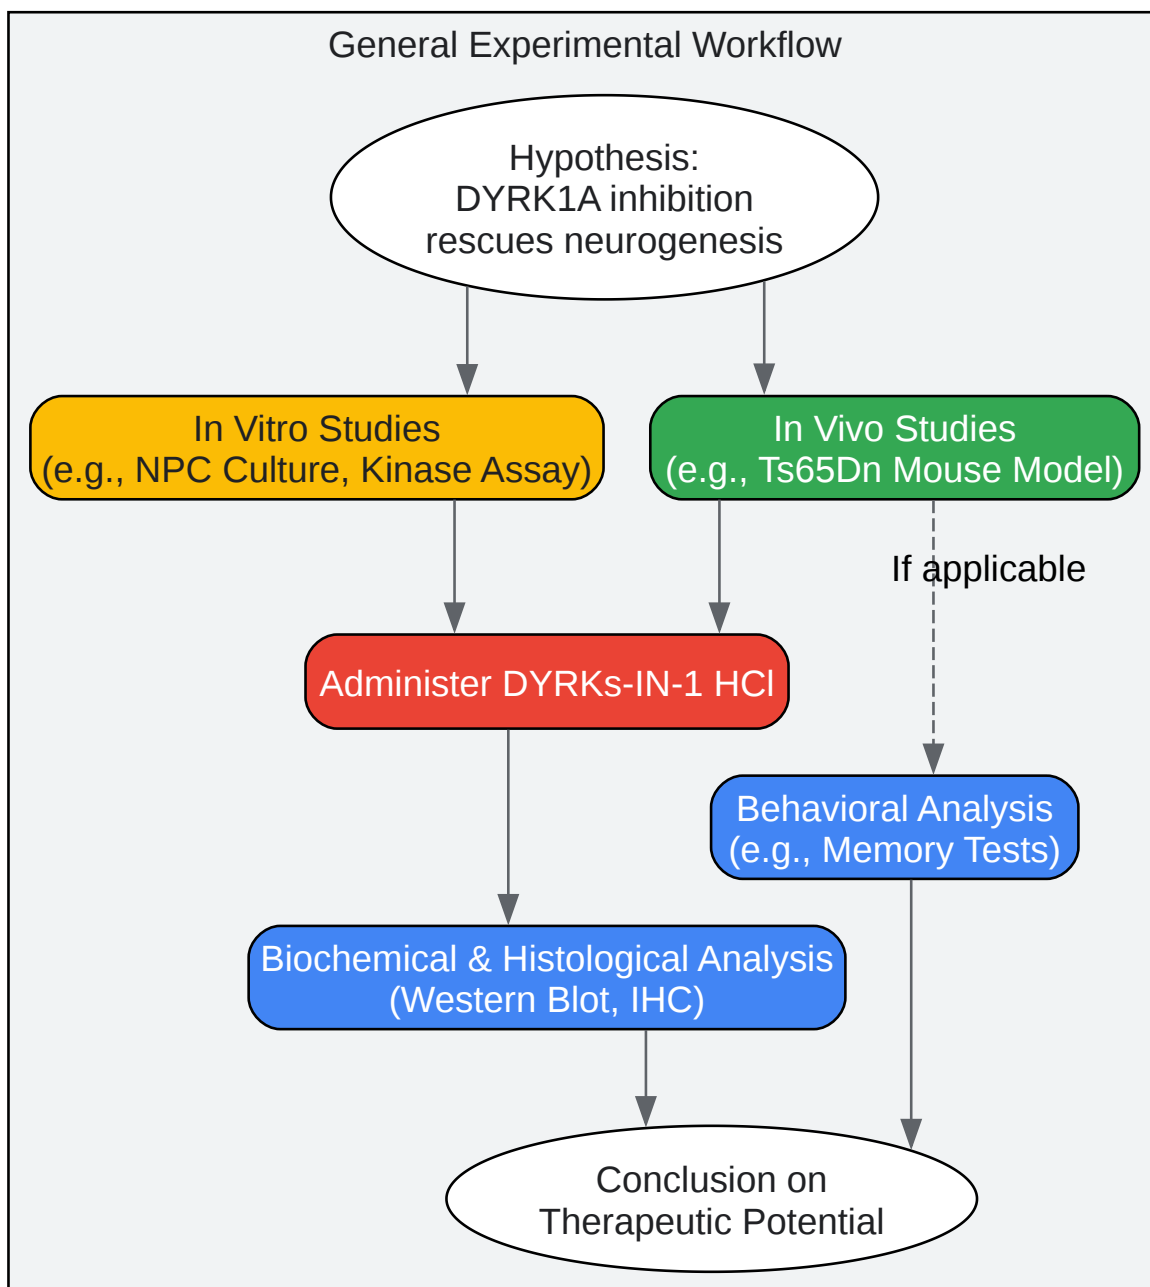 General Experimental Workflow
Hypothesis:
DYRK1A inhibition
rescues neurogenesis
In Vitro Studies
(e.g., NPC Culture, Kinase Assay)
In Vivo Studies
(e.g., Ts65Dn Mouse Model)
If applicable
Administer DYRKs-IN-1 HCl
Behavioral Analysis
(e.g., Memory Tests)
Biochemical & Histological Analysis
(Western Blot, IHC)
Conclusion on
Therapeutic Potential